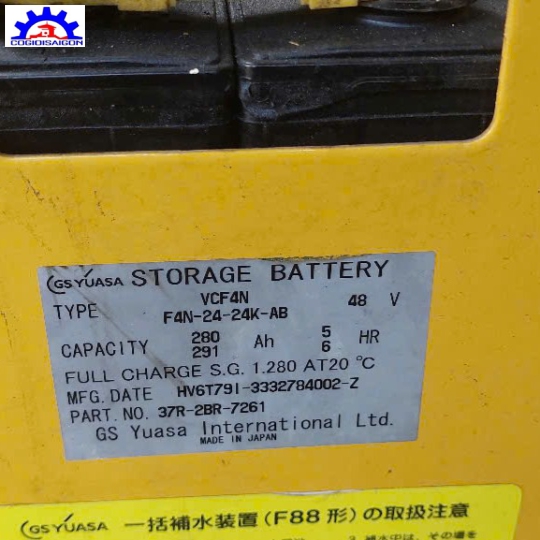 COGIOISAIGON
GS YUASA STORAGE BATTERY
TYPE VCF4N 48 V
F4N-24-24K-AB
CAPACITY 280 Ah 5 HR
291 6
FULL CHARGE S.G. 1.280 AT20 ℃
MFG. DATE HV6T79I-3332784002-Z
PART. NO. 37R-2BR-7261
GS Yuasa International Ltd.
MADE IN JAPAN
GS YUASA 一括補水装置(F88形)の取扱注意